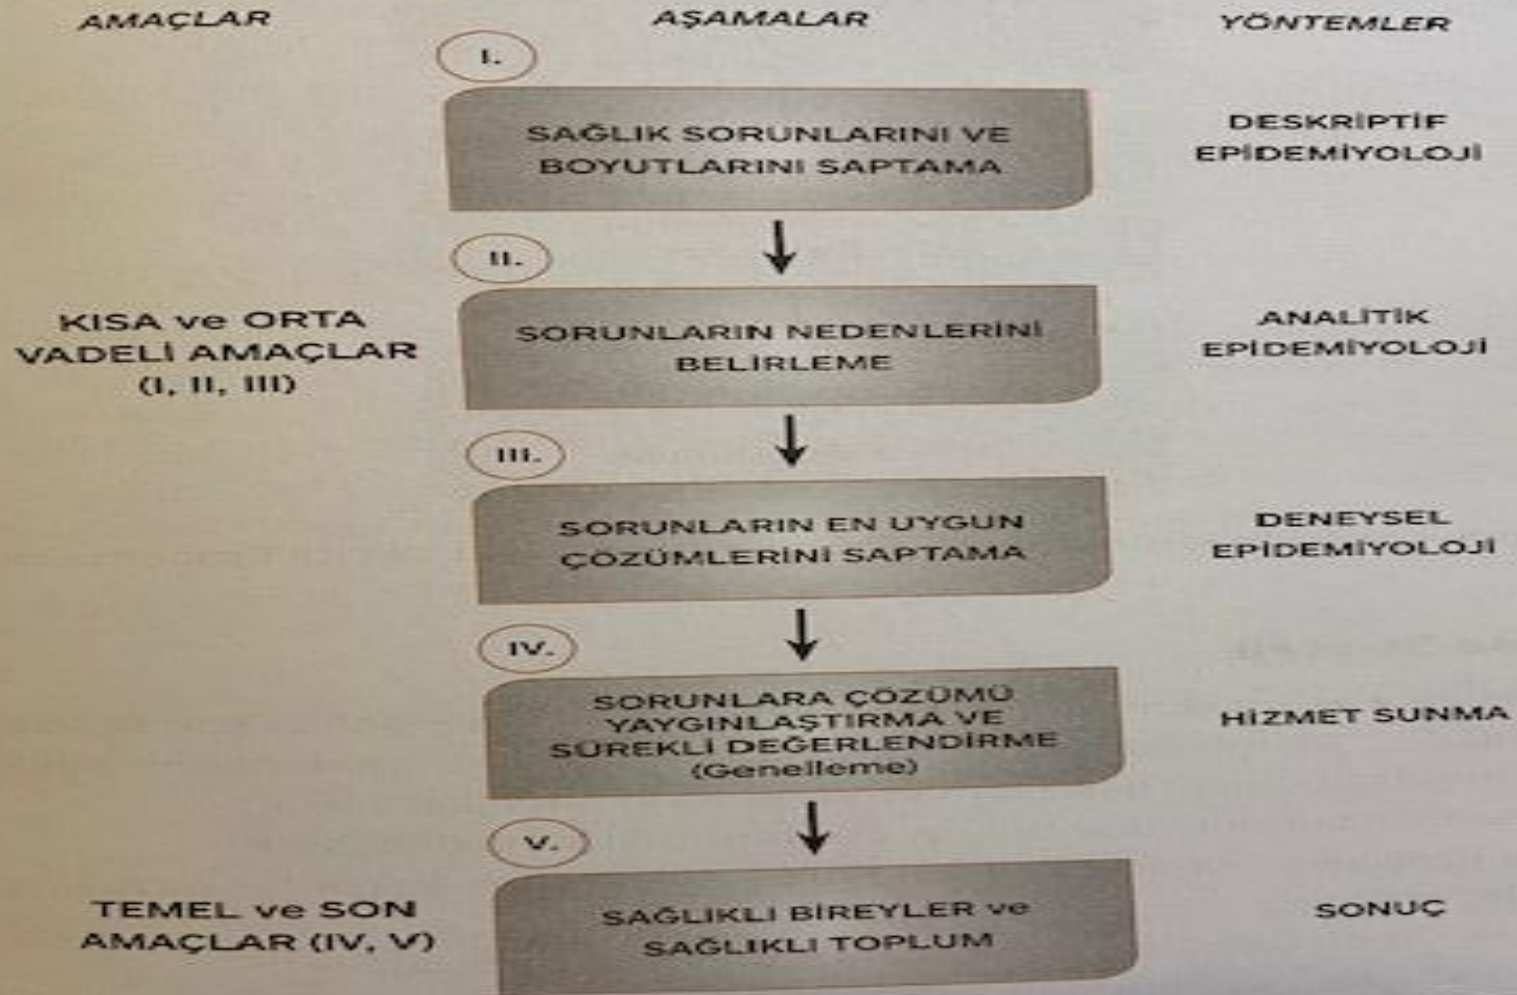 AMAÇLAR
AŞAMALAR
YÖNTEMLER
I.
SAĞLIK SORUNLARINI VE
BOYUTLARINI SAPTAMA
DESKRİPTİF
EPİDEMİYOLOJİ
II.
KISA ve ORTA
VADELİ AMAÇLAR
(I, II, III)
SORUNLARIN NEDENLERİNİ
BELİRLEME
ANALİTİK
EPİDEMİYOLOJİ
III.
SORUNLARIN EN UYGUN
ÇÖZÜMLERİNİ SAPTAMA
DENEYSEL
EPİDEMİYOLOJİ
IV.
SORUNLARA ÇÖZÜMÜ
YAYGINLAŞTIRMA VE
SÜREKLİ DEĞERLENDİRME
(Genelleme)
HİZMET SUNMA
V.
TEMEL ve SON
AMAÇLAR (IV, V)
SAĞLIKLI BİREYLER ve
SAĞLIKLI TOPLUM
SONUÇ